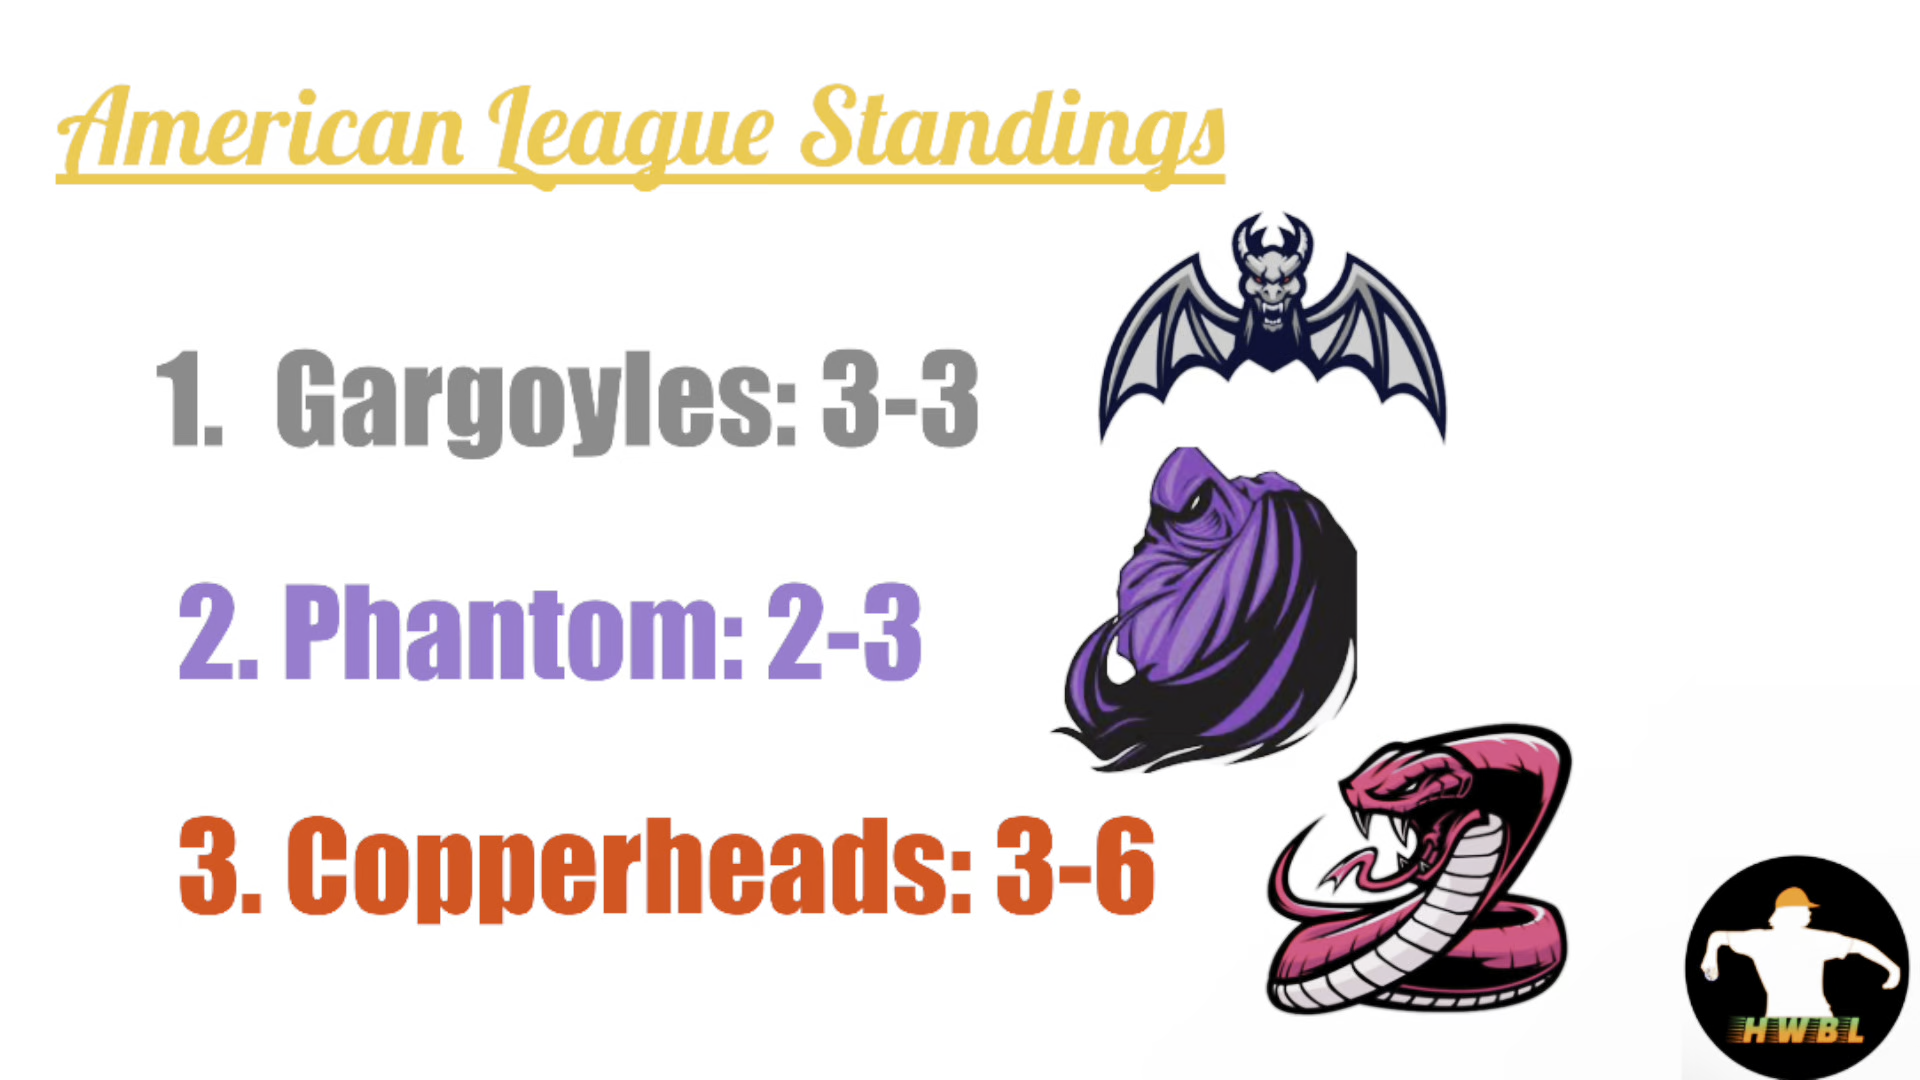 American League Standings
1. Gargoyles: 3-3
2. Phantom: 2-3
3. Copperheads: 3-6
HWBL